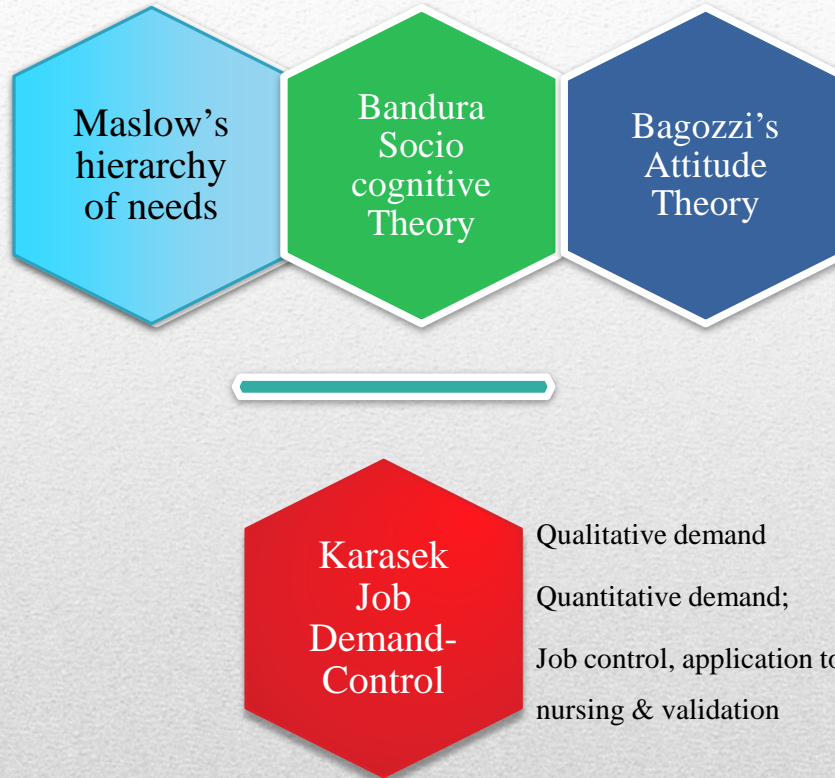 Maslow's
hierarchy
of needs
Bandura
Socio
cognitive
Theory
Bagozzi's
Attitude
Theory
Karasek
Job
Demand-
Control
Qualitative demand
Quantitative demand;
Job control, application to
nursing & validation